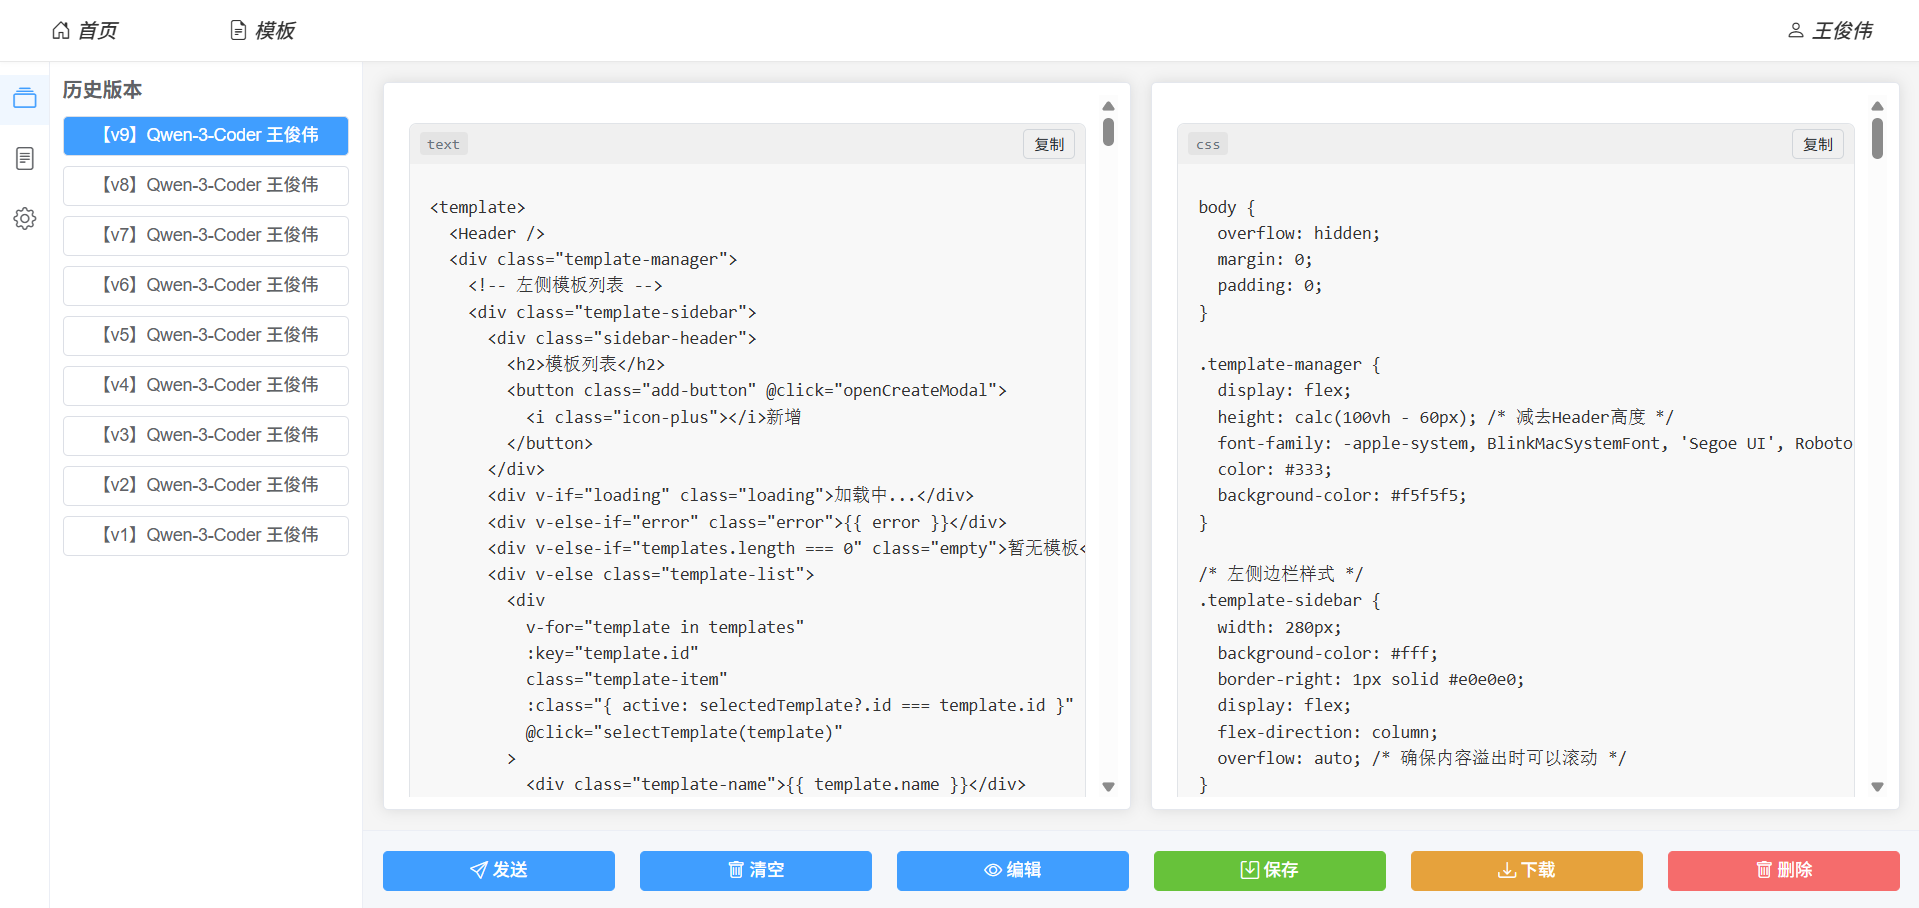 首页
模板
王俊伟
历史版本
【v9】Qwen-3-Coder 王俊伟
【v8】Qwen-3-Coder 王俊伟
【v7】Qwen-3-Coder 王俊伟
【v6】Qwen-3-Coder 王俊伟
【v5】Qwen-3-Coder 王俊伟
【v4】Qwen-3-Coder 王俊伟
【v3】Qwen-3-Coder 王俊伟
【v2】Qwen-3-Coder 王俊伟
【v1】Qwen-3-Coder 王俊伟
text
复制
<template>
  <Header />
  <div class="template-manager">
    <!-- 左侧模板列表 -->
    <div class="template-sidebar">
      <div class="sidebar-header">
        <h2>模板列表</h2>
        <button class="add-button" @click="openCreateModal">
          <i class="icon-plus"></i>新增
        </button>
      </div>
      <div v-if="loading" class="loading">加载中...</div>
      <div v-else-if="error" class="error">{{ error }}</div>
      <div v-else-if="templates.length === 0" class="empty">暂无模板<
      <div v-else class="template-list">
        <div
          v-for="template in templates"
          :key="template.id"
          class="template-item"
          :class="{ active: selectedTemplate?.id === template.id }"
          @click="selectTemplate(template)"
        >
          <div class="template-name">{{ template.name }}</div>
css
复制
body {
  overflow: hidden;
  margin: 0;
  padding: 0;
}
.template-manager {
  display: flex;
  height: calc(100vh - 60px); /* 减去Header高度 */
  font-family: -apple-system, BlinkMacSystemFont, 'Segoe UI', Roboto
  color: #333;
  background-color: #f5f5f5;
}
/* 左侧边栏样式 */
.template-sidebar {
  width: 280px;
  background-color: #fff;
  border-right: 1px solid #e0e0e0;
  display: flex;
  flex-direction: column;
  overflow: auto; /* 确保内容溢出时可以滚动 */
}
发送
清空
编辑
保存
下载
删除